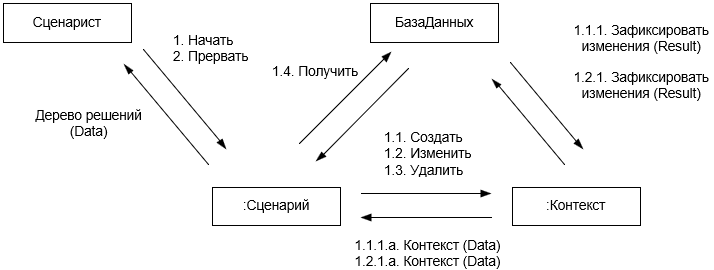 Сценарист
БазаДанных
1. Начать
2. Прервать
1.1.1. Зафиксировать
изменения (Result)
1.4. Получить
1.2.1. Зафиксировать
изменения (Result)
Дерево решений
(Data)
1.1. Создать
1.2. Изменить
1.3. Удалить
:Сценарий
:Контекст
1.1.1.a. Контекст (Data)
1.2.1.a. Контекст (Data)